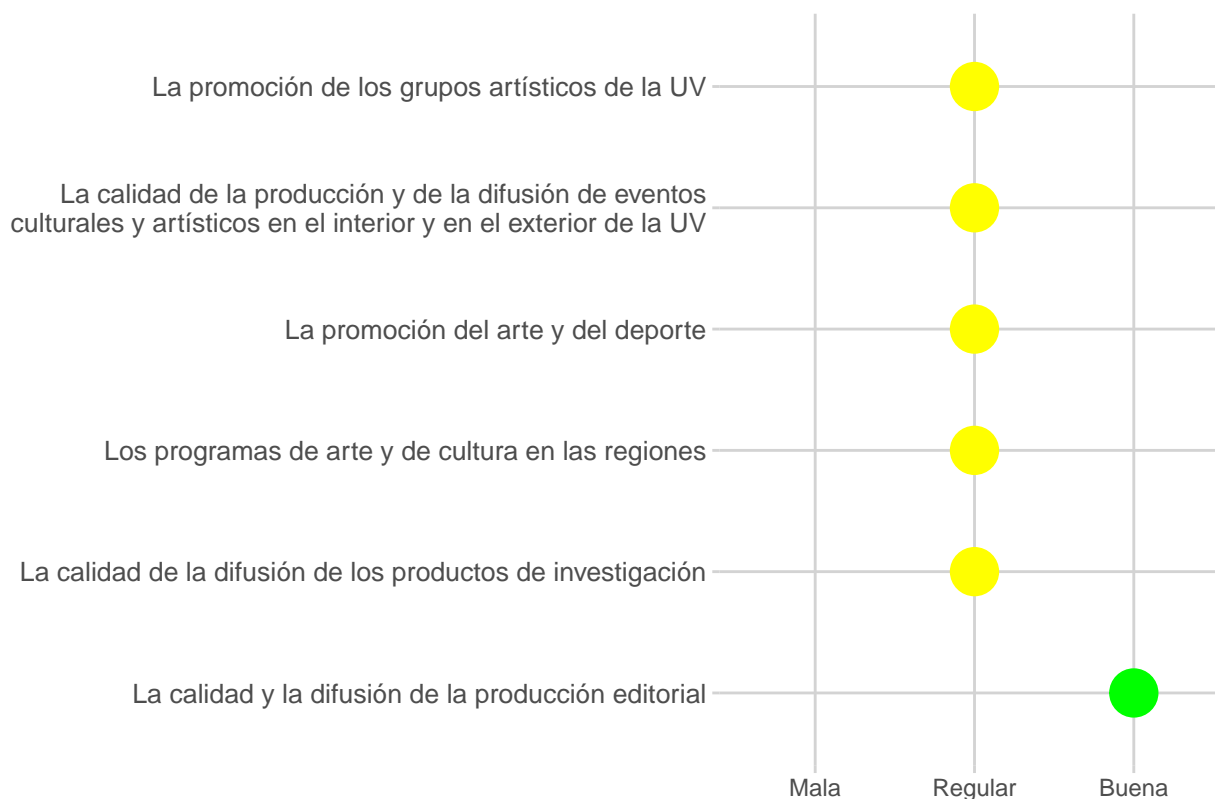 La promoción de los grupos artísticos de la UV
La calidad de la producción y de la difusión de eventos
culturales y artísticos en el interior y en el exterior de la UV
La promoción del arte y del deporte
Los programas de arte y de cultura en las regiones
La calidad de la difusión de los productos de investigación
La calidad y la difusión de la producción editorial
Mala Regular Buena